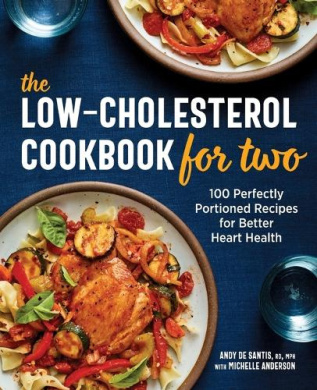 the
LOW-CHOLESTEROL
COOKBOOK for two
100 Perfectly
Portioned Recipes
for Better
Heart Health
ANDY DE SANTIS, RD, MPH
WITH MICHELLE ANDERSON